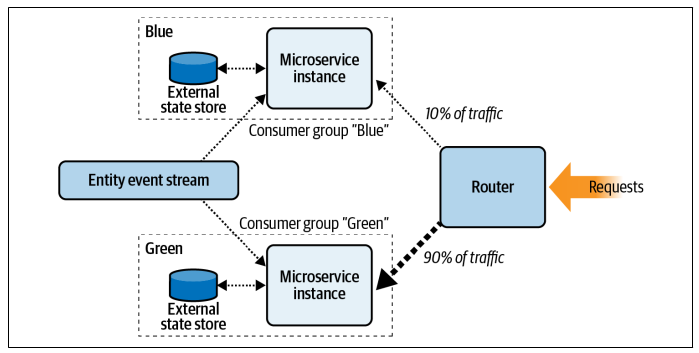 Blue
Microservice
instance
External
state store
10% of traffic
Consumer group "Blue"
Entity event stream
Router
Requests
Consumer group "Green"
Green
90% of traffic
Microservice
instance
External
state store